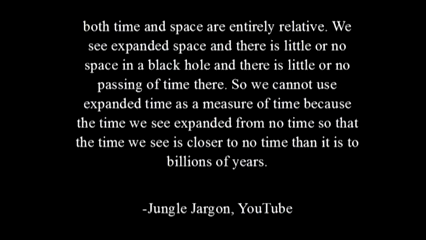 both time and space are entirely relative. We
see expanded space and there is little or no
space in a black hole and there is little or no
passing of time there. So we cannot use
expanded time as a measure of time because
the time we see expanded from no time so that
the time we see is closer to no time than it is to
billions of years.
-Jungle Jargon, YouTube